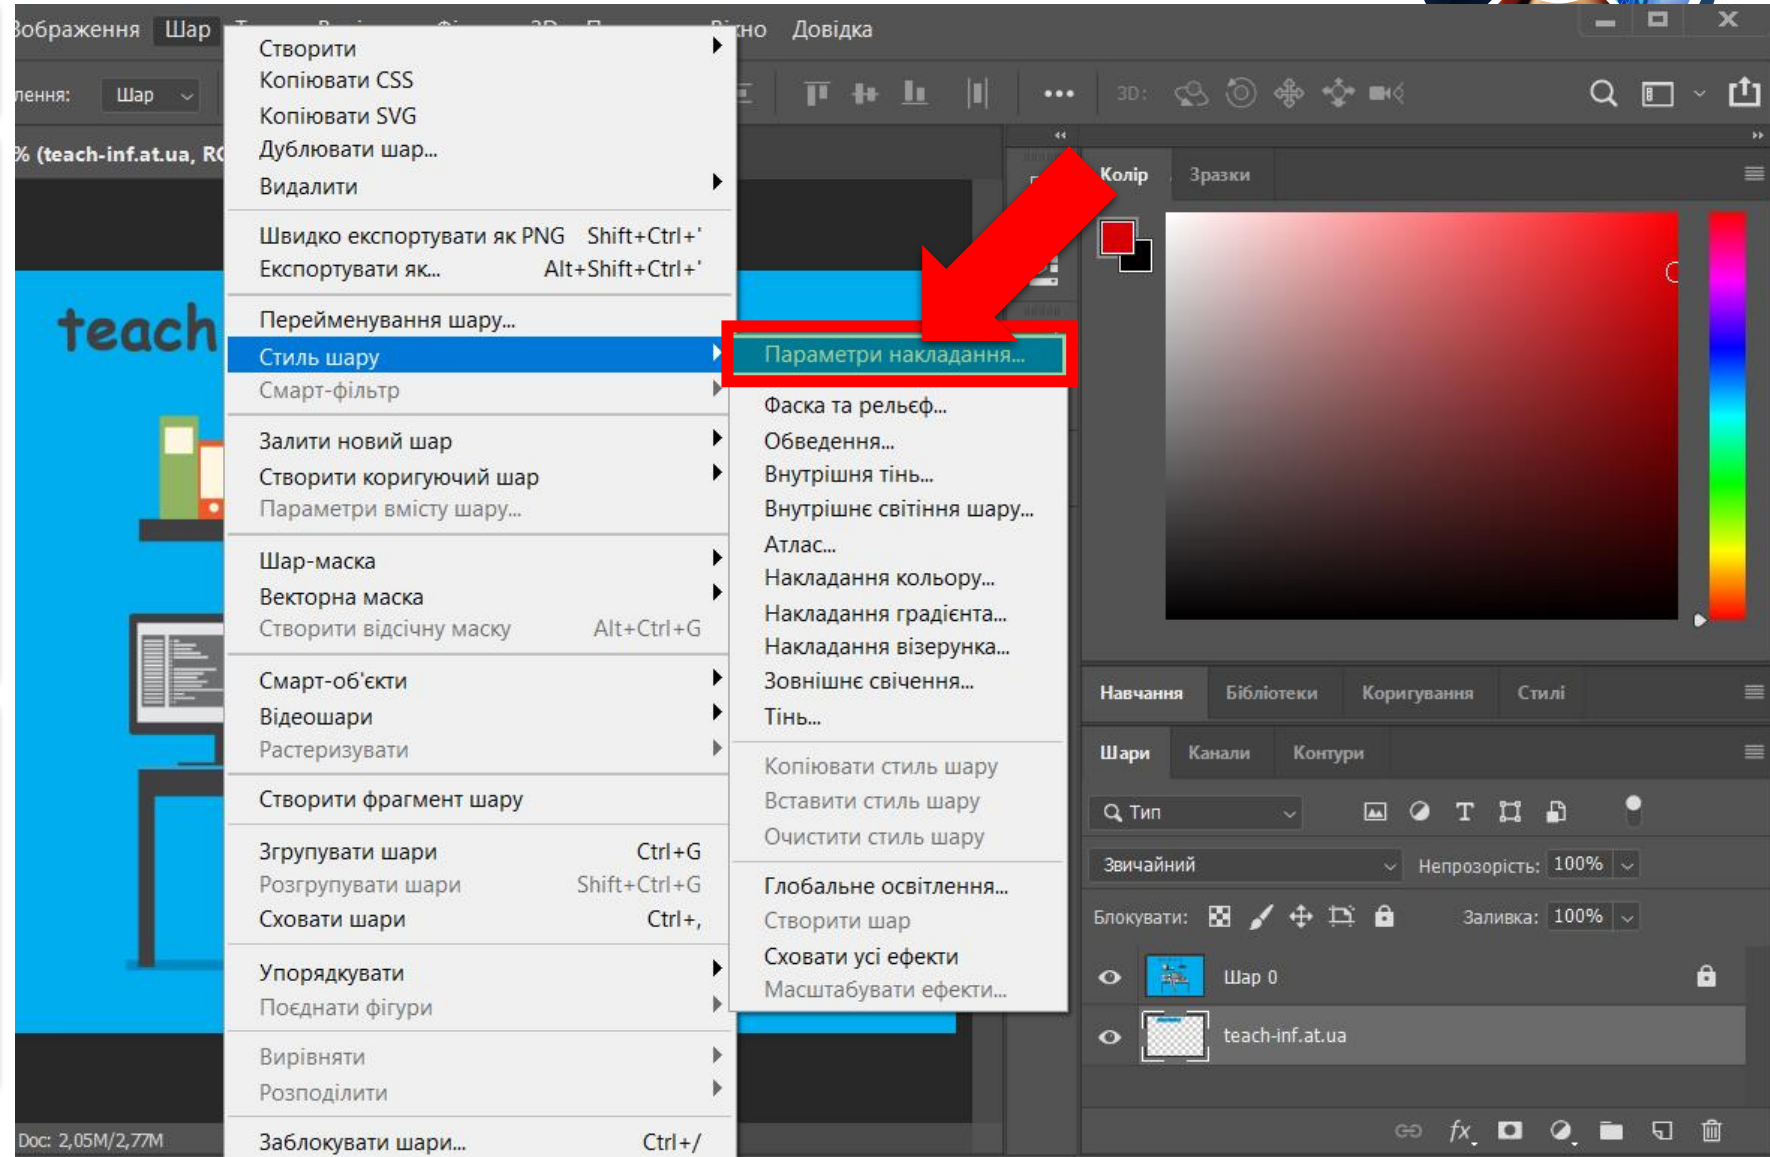 Шар
Довідка
Шар
3D:
% (teach-inf.at.ua, RG
teach
Створити
Копіювати CSS
Копіювати SVG
Дублювати шар...
Видалити
Швидко експортувати як PNG Shift+Ctrl+'
Експортувати як... Alt+Shift+Ctrl+'
Перейменування шару...
Стиль шару
Смарт-фільтр
Залити новий шар
Створити коригуючий шар
Параметри вмісту шару...
Шар-маска
Векторна маска
Створити відсічну маску Alt+Ctrl+G
Смарт-об'єкти
Відеошари
Растеризувати
Створити фрагмент шару
Згрупувати шари Ctrl+G
Розгрупувати шари Shift+Ctrl+G
Сховати шари Ctrl+,
Упорядкувати
Поєднати фігури
Вирівняти
Розподілити
Заблокувати шари... Ctrl+/
Параметри накладання...
Фаска та рельєф...
Обведення...
Внутрішня тінь...
Внутрішнє світіння шару...
Атлас...
Накладання кольору...
Накладання градієнта...
Накладання візерунка...
Зовнішнє свічення...
Тінь...
Копіювати стиль шару
Вставити стиль шару
Очистити стиль шару
Глобальне освітлення...
Створити шар
Сховати усі ефекти
Масштабувати ефекти...
Колір Зразки
Навчання Бібліотеки Коригування Стилі
Шари Канали Контури
Тип
Звичайний Непрозорість: 100%
Блокувати: Заливка: 100%
Шар 0
teach-inf.at.ua
fx
Doc: 2,05M/2,77M